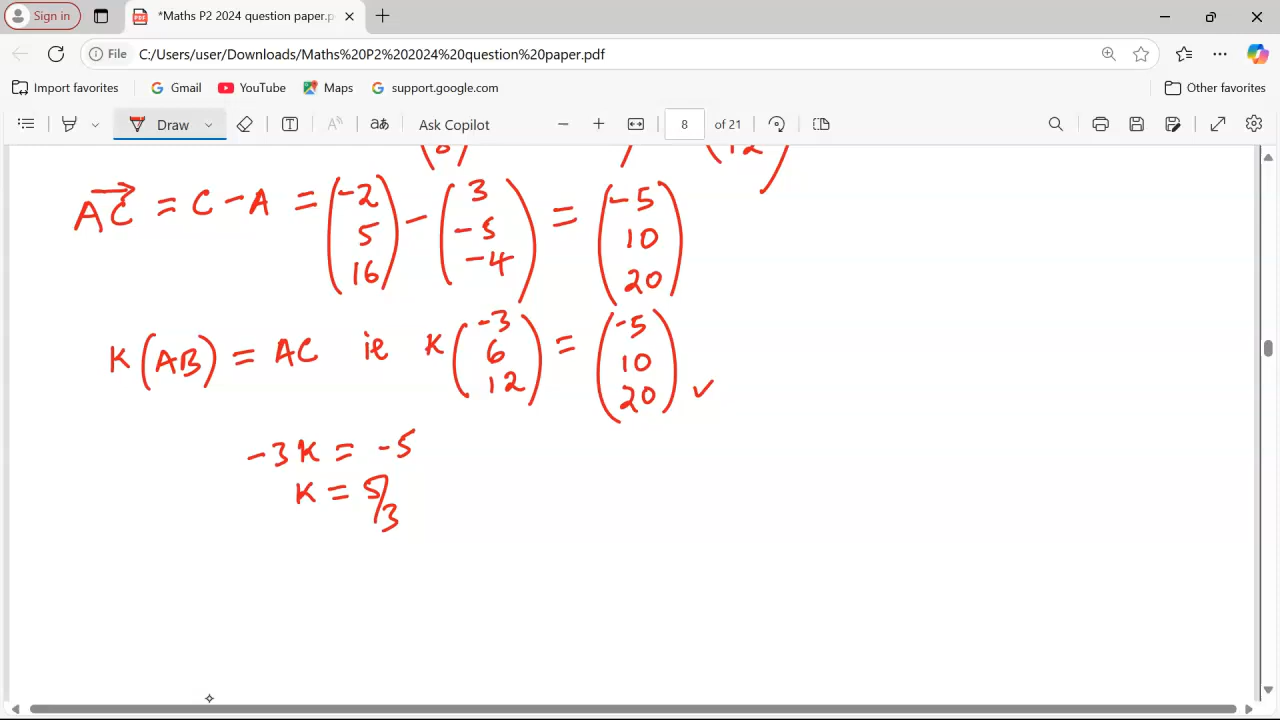 Sign in
*Maths P2 2024 question paper.p
File C:/Users/user/Downloads/Maths%20P2%202024%20question%20paper.pdf
Import favorites Gmail YouTube Maps support.google.com Other favorites
Draw Ask Copilot 8 of 21
AC = C - A = (-2 5 16) - (3 -5 -4) = (-5 10 20)
K(AB) = AC ie K(-3 6 12) = (-5 10 20) ✓
-3K = -5
K = 5/3